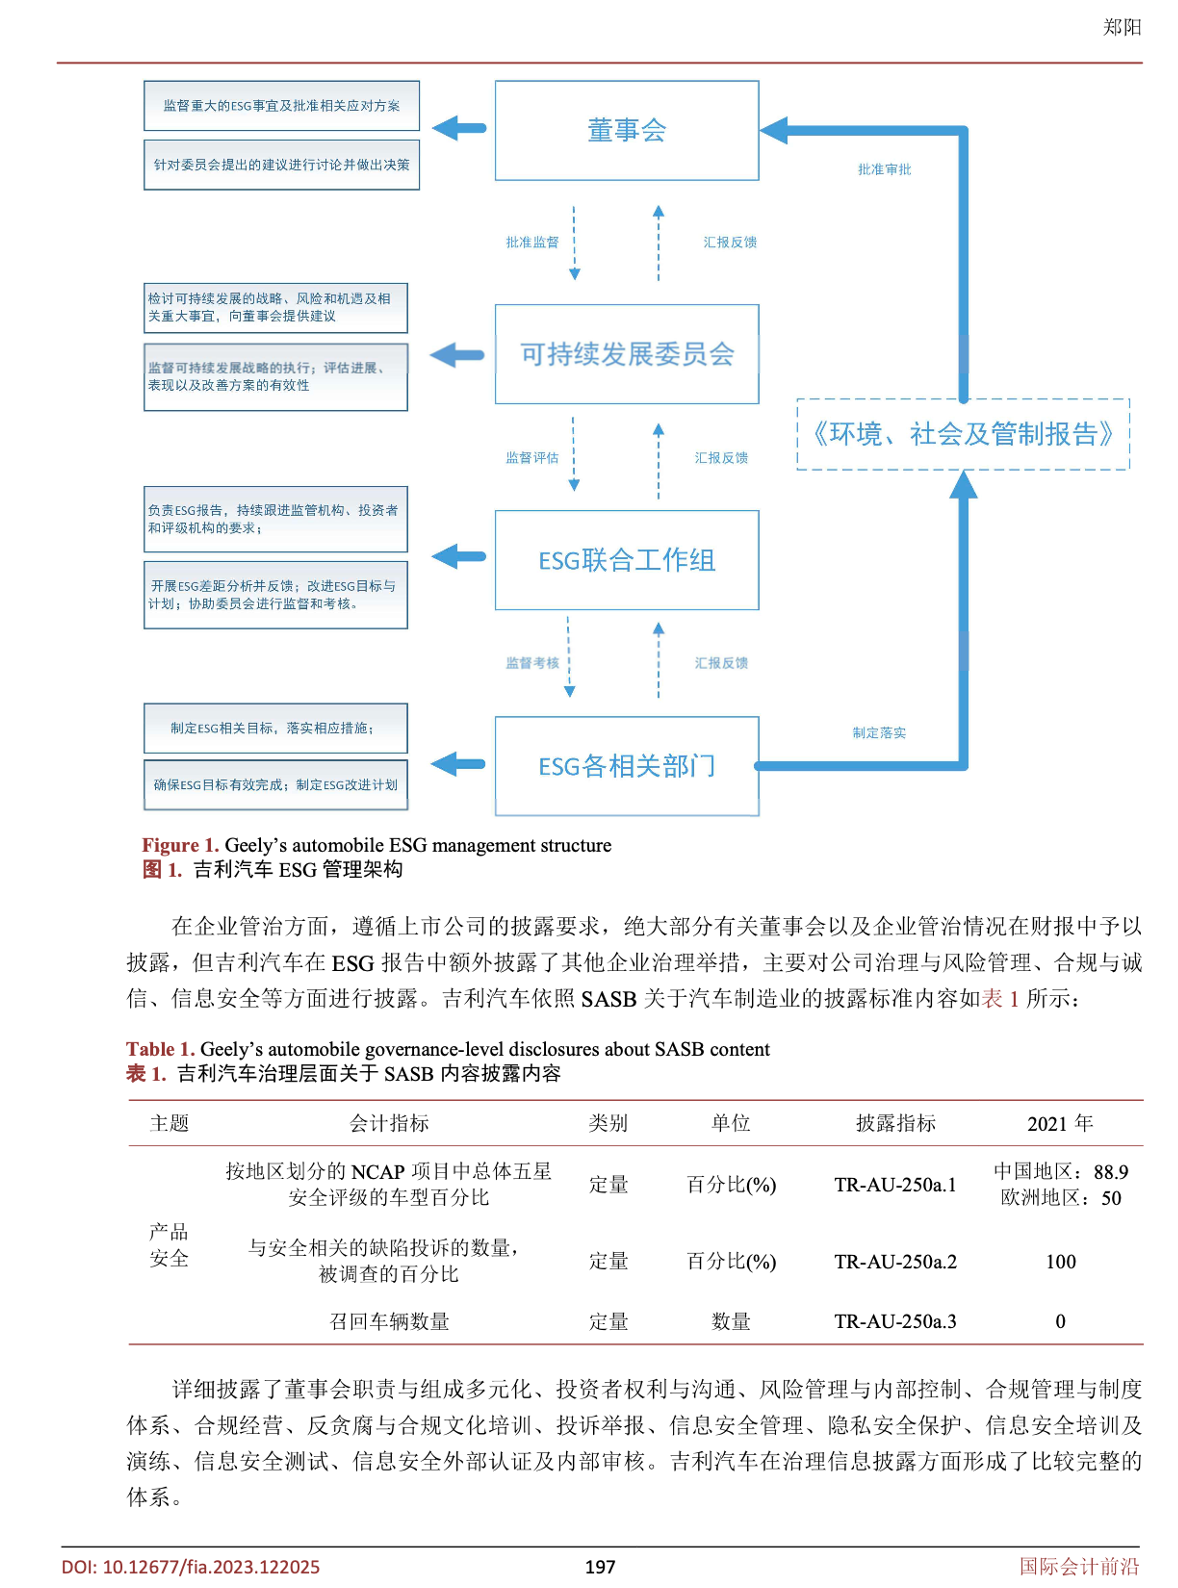 郑阳
监督重大的ESG事宜及批准相关应对方案
针对委员会提出的建议进行讨论并做出决策
董事会
批准审批
批准监督
汇报反馈
检讨可持续发展的战略、风险和机遇及相
关重大事宜，向董事会提供建议
监督可持续发展战略的执行；评估进展、
表现以及改善方案的有效性
可持续发展委员会
《环境、社会及管制报告》
监督评估
汇报反馈
负责ESG报告，持续跟进监管机构、投资者
和评级机构的要求；
开展ESG差距分析并反馈；改进ESG目标与
计划；协助委员会进行监督和考核。
ESG联合工作组
监督考核
汇报反馈
制定ESG相关目标，落实相应措施；
确保ESG目标有效完成；制定ESG改进计划
ESG各相关部门
制定落实
Figure 1. Geely’s automobile ESG management structure
图 1. 吉利汽车 ESG 管理架构
在企业管治方面，遵循上市公司的披露要求，绝大部分有关董事会以及企业管治情况在财报中予以
披露，但吉利汽车在 ESG 报告中额外披露了其他企业治理举措，主要对公司治理与风险管理、合规与诚
信、信息安全等方面进行披露。吉利汽车依照 SASB 关于汽车制造业的披露标准内容如表 1 所示：
Table 1. Geely’s automobile governance-level disclosures about SASB content
表 1. 吉利汽车治理层面关于 SASB 内容披露内容
主题 会计指标 类别 单位 披露指标 2021 年
按地区划分的 NCAP 项目中总体五星
安全评级的车型百分比
定量 百分比(%) TR-AU-250a.1
中国地区：88.9
欧洲地区：50
产品
安全
与安全相关的缺陷投诉的数量，
被调查的百分比
定量 百分比(%) TR-AU-250a.2 100
召回车辆数量 定量 数量 TR-AU-250a.3 0
详细披露了董事会职责与组成多元化、投资者权利与沟通、风险管理与内部控制、合规管理与制度
体系、合规经营、反贪腐与合规文化培训、投诉举报、信息安全管理、隐私安全保护、信息安全培训及
演练、信息安全测试、信息安全外部认证及内部审核。吉利汽车在治理信息披露方面形成了比较完整的
体系。
DOI: 10.12677/fia.2023.122025
197
国际会计前沿